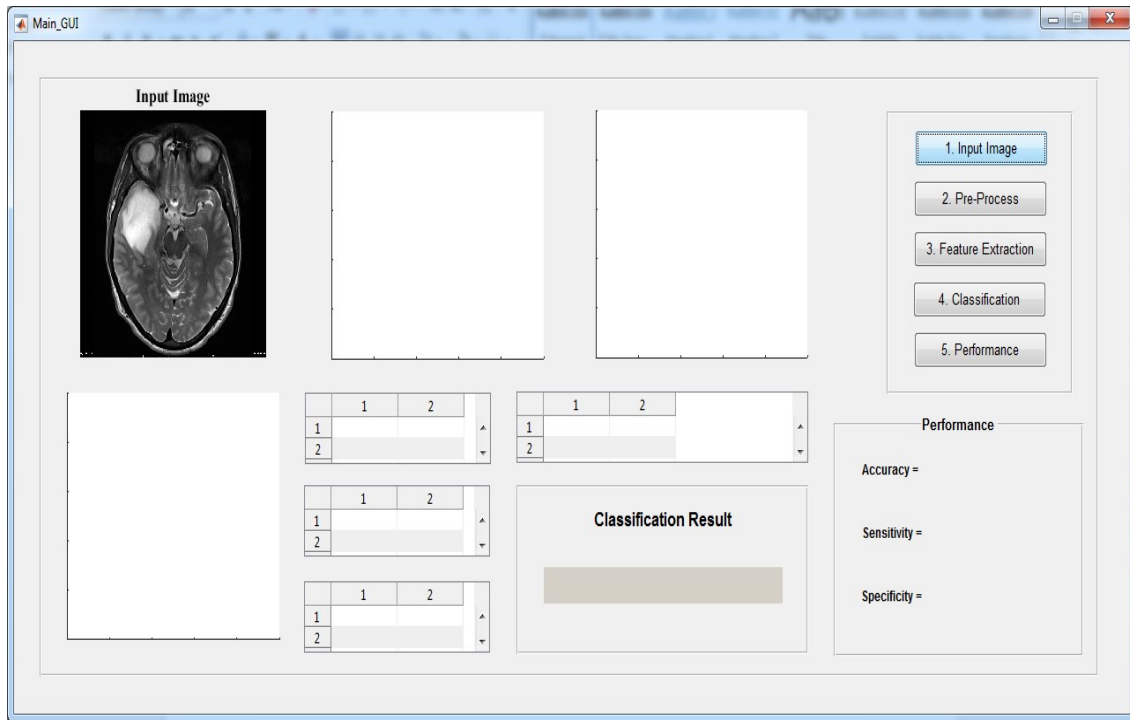 Main_GUI
Input Image
1. Input Image
2. Pre-Process
3. Feature Extraction
4. Classification
5. Performance
1 2
1
2
1 2
1
2
1 2
1
2
1 2
1
2
Classification Result
Performance
Accuracy =
Sensitivity =
Specificity =